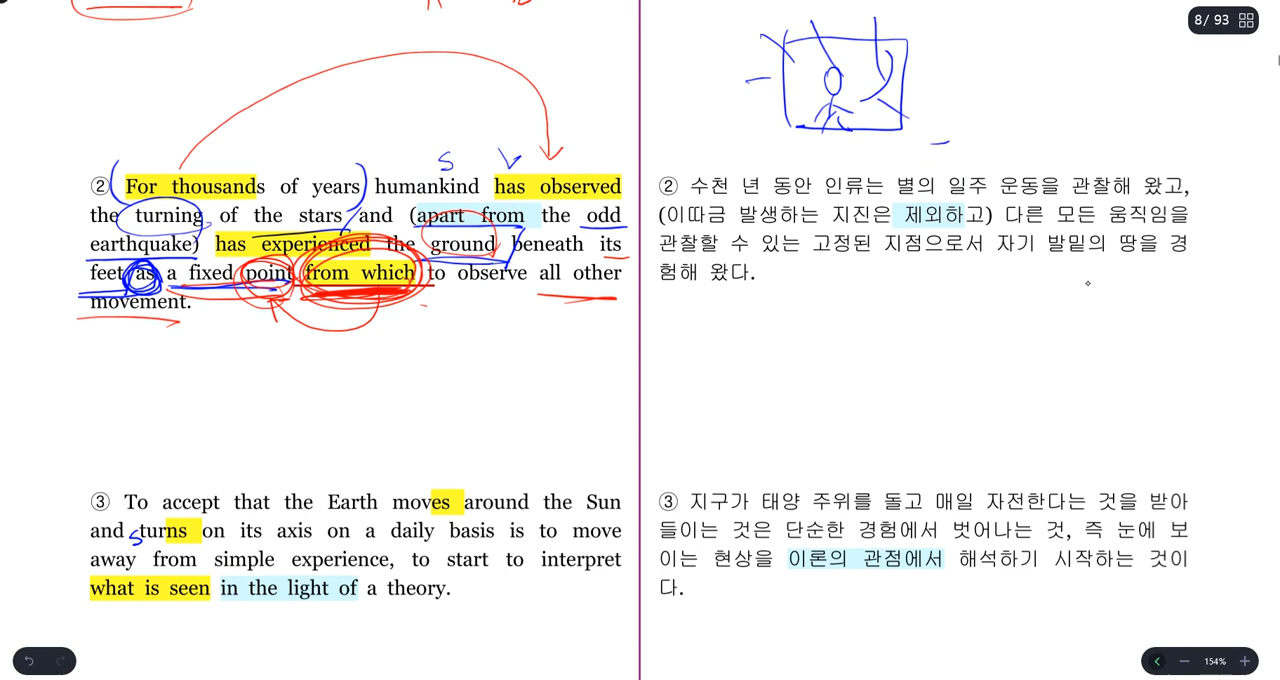 8 / 93
S V
② For thousands of years humankind has observed
the turning of the stars and (apart from the odd
earthquake) has experienced the ground beneath its
feet as a fixed point from which to observe all other
movement.
② 수천 년 동안 인류는 별의 일주 운동을 관찰해 왔고,
(이따금 발생하는 지진은 제외하고) 다른 모든 움직임을
관찰할 수 있는 고정된 지점으로서 자기 발밑의 땅을 경
험해 왔다.
③ To accept that the Earth moves around the Sun
and turns on its axis on a daily basis is to move
away from simple experience, to start to interpret
what is seen in the light of a theory.
S
③ 지구가 태양 주위를 돌고 매일 자전한다는 것을 받아
들이는 것은 단순한 경험에서 벗어나는 것, 즉 눈에 보
이는 현상을 이론의 관점에서 해석하기 시작하는 것이
다.
154%